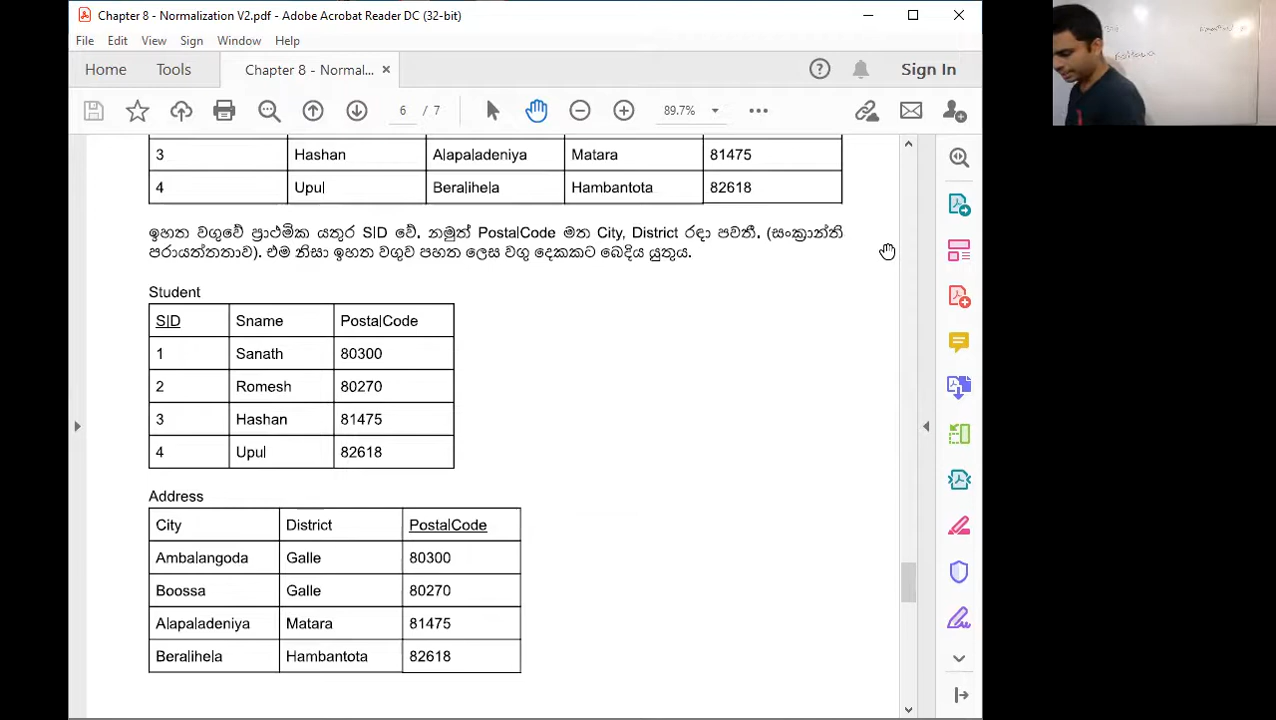 Chapter 8 - Normalization V2.pdf - Adobe Acrobat Reader DC (32-bit)
File Edit View Sign Window Help
Home Tools Chapter 8 - Normal... Sign In
6 / 7 89.7%
3 Hashan Alapaladeniya Matara 81475
4 Upul Beralihela Hambantota 82618
ඉහත වගුවේ ප්‍රාථමික යතුර SID වේ. නමුත් PostalCode මත City, District රඳා පවතී. (සංක්‍රාන්ති
පරායත්තතාව). එම නිසා ඉහත වගුව පහත ලෙස වගු දෙකකට බෙදිය යුතුය.
Student
SID Sname PostalCode
1 Sanath 80300
2 Romesh 80270
3 Hashan 81475
4 Upul 82618
Address
City District PostalCode
Ambalangoda Galle 80300
Boossa Galle 80270
Alapaladeniya Matara 81475
Beralihela Hambantota 82618